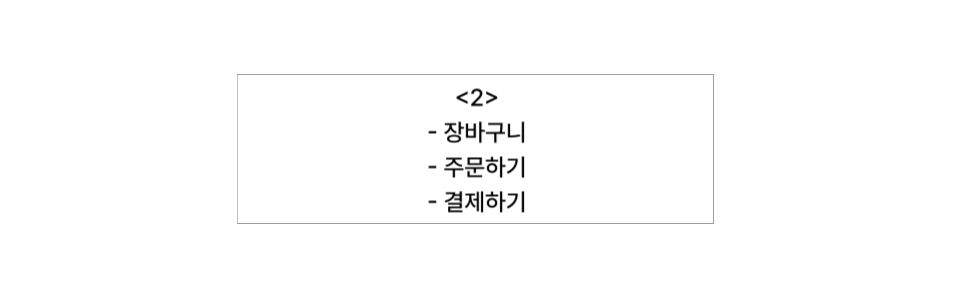 <2>
- 장바구니
- 주문하기
- 결제하기